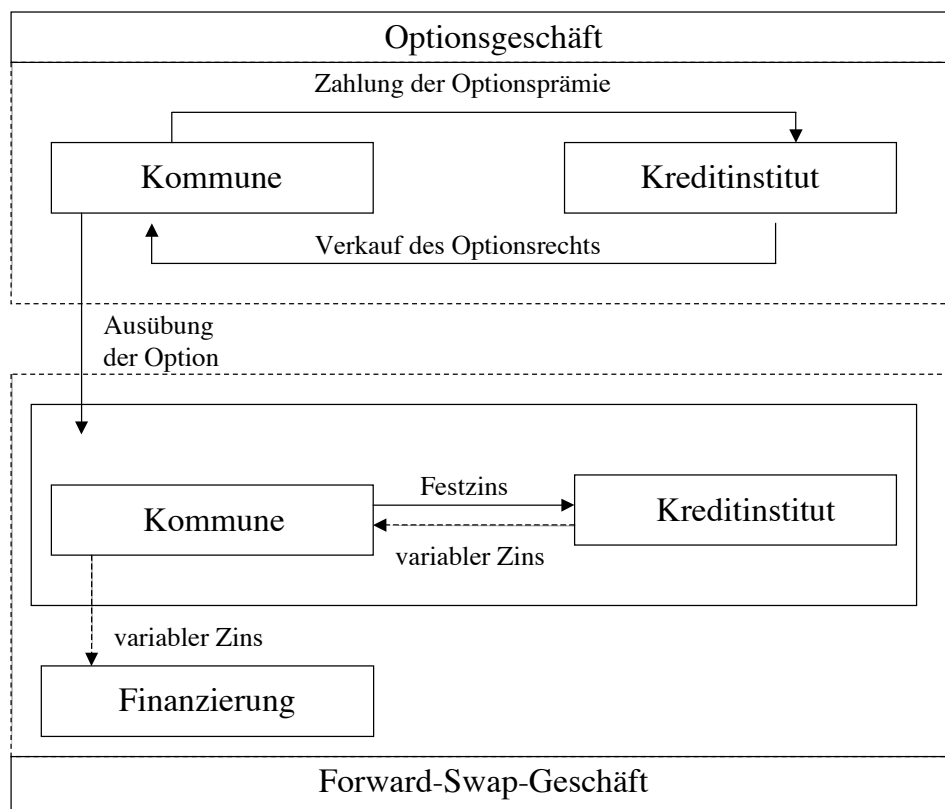 Optionsgeschäft
Zahlung der Optionsprämie
Kommune
Kreditinstitut
Verkauf des Optionsrechts
Ausübung
der Option
Festzins
Kommune
Kreditinstitut
variabler Zins
variabler Zins
Finanzierung
Forward-Swap-Geschäft